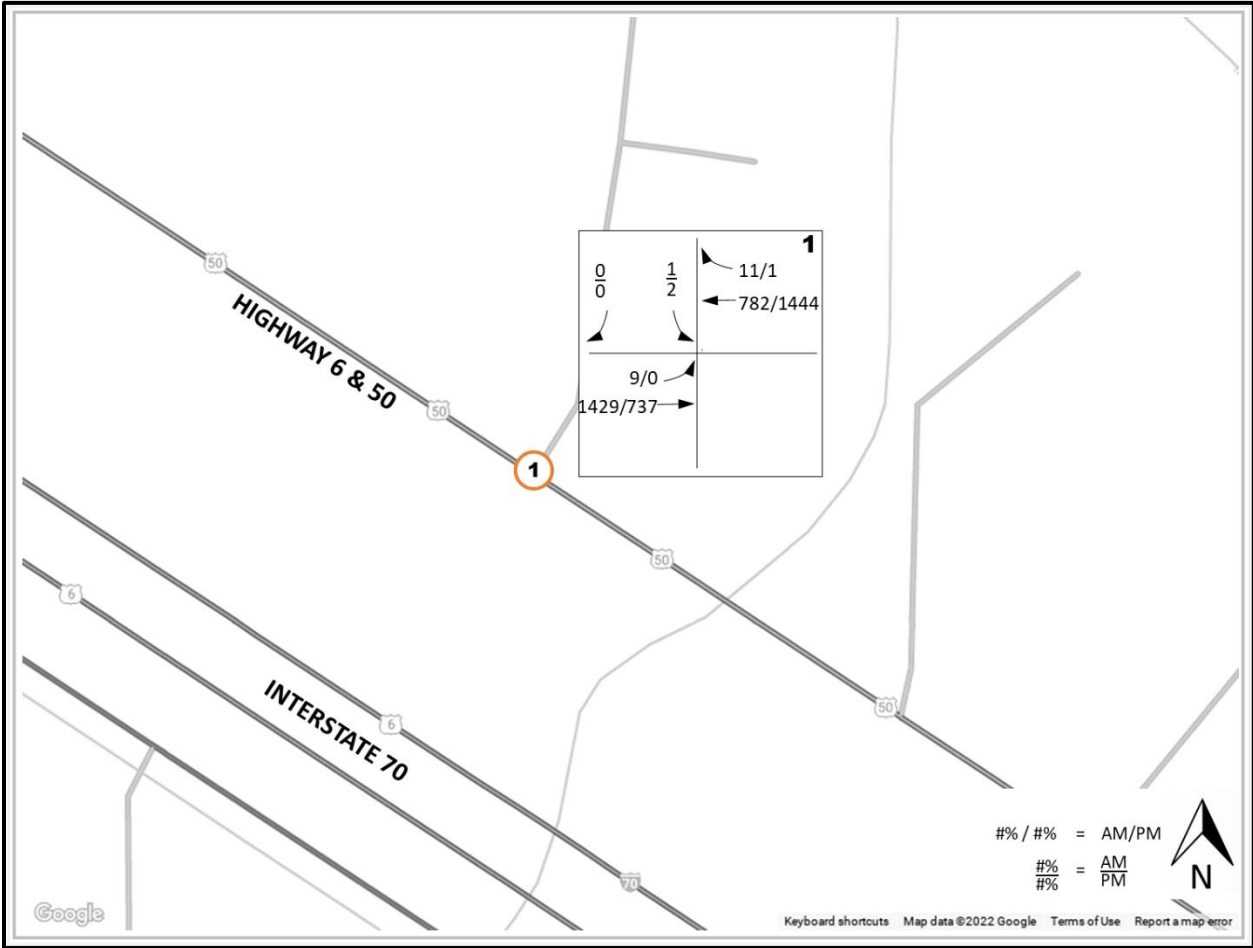 50
HIGHWAY 6 & 50
50
1
0
0
1
2
11/1
782/1444
9/0
1429/737
1
50
6
INTERSTATE 70
6
50
70
#% / #% = AM/PM
#%
#%
=
AM
PM
N
Google
Keyboard shortcuts Map data ©2022 Google Terms of Use Report a map error